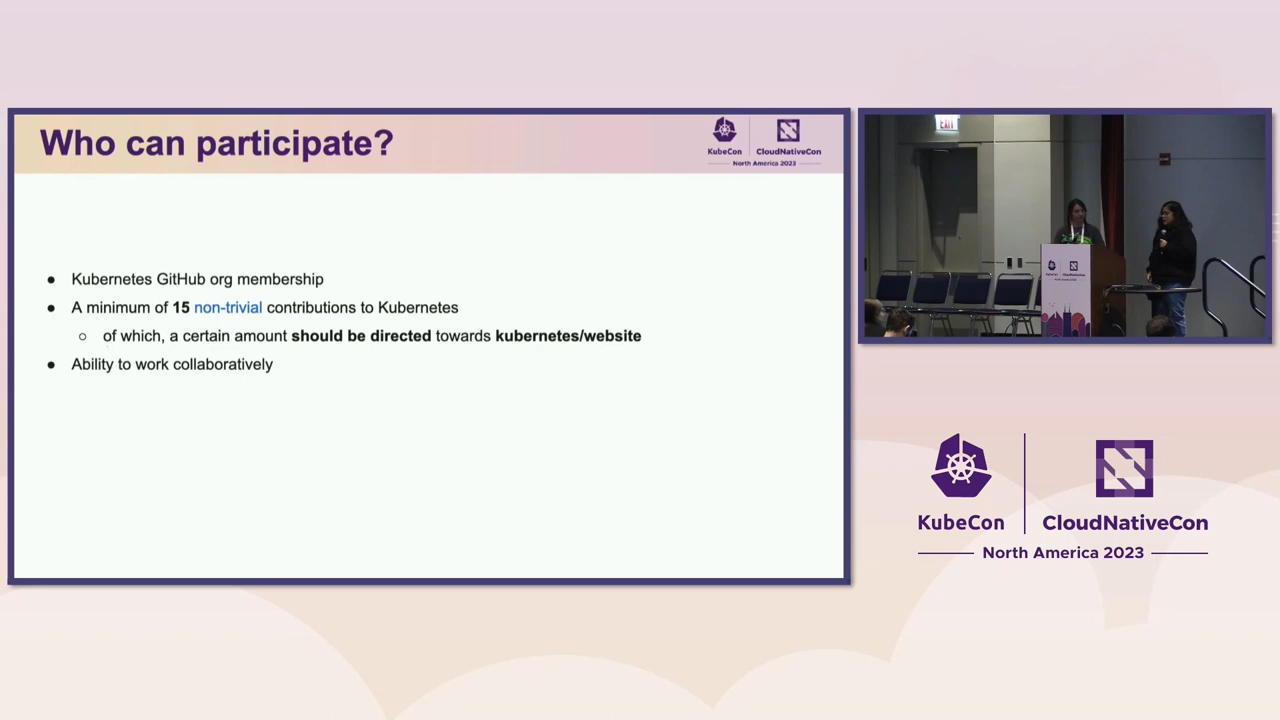 Who can participate?
KubeCon
CloudNativeCon
North America 2023
● Kubernetes GitHub org membership
● A minimum of 15 non-trivial contributions to Kubernetes
○ of which, a certain amount should be directed towards kubernetes/website
● Ability to work collaboratively
EXIT
KubeCon
CloudNativeCon
North America 2023